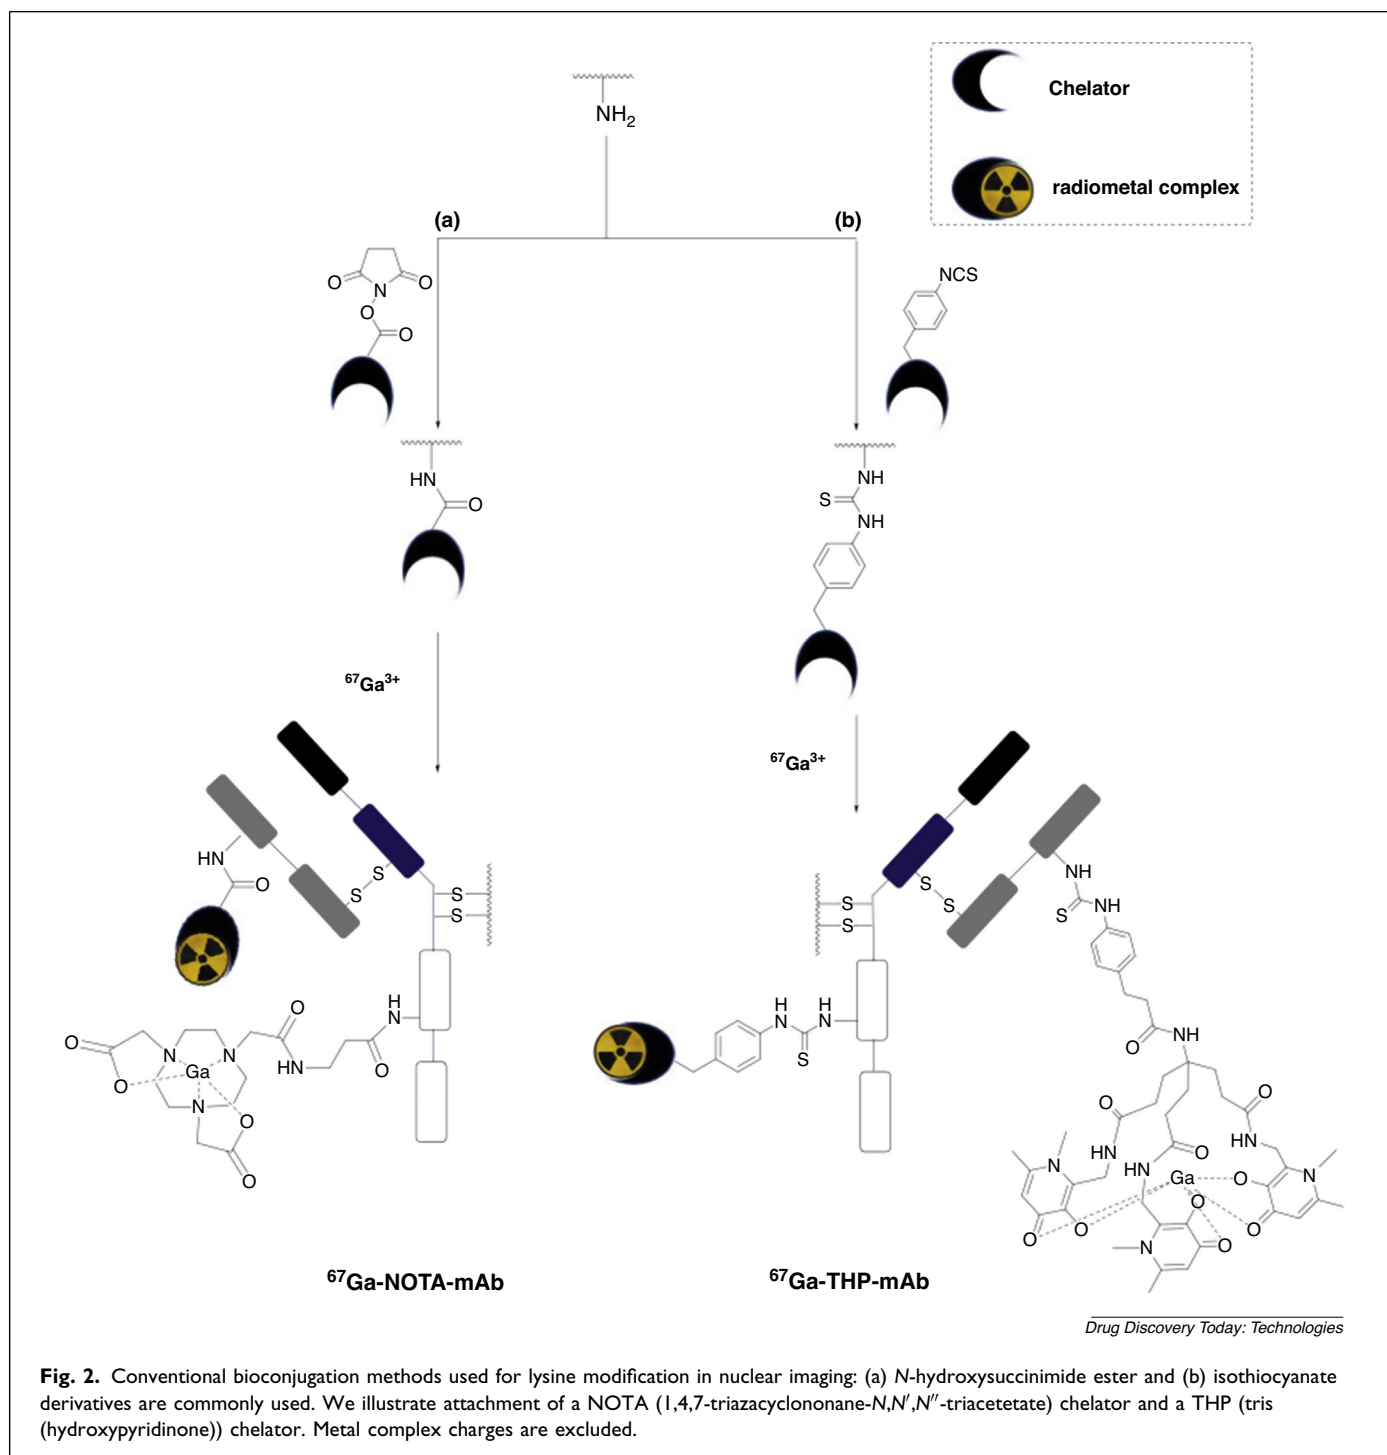 Chelator
radiometal complex
NH2
(a)
(b)
O
O
N
O
O
NCS
HN
O
NH
S
NH
67Ga3+
67Ga3+
S
S
HN
O
S
S
H
N
O
O
HN
O
O
N
N
Ga
N
O
O
S
S
S
S
NH
S
NH
H
N
H
N
S
O
NH
O
O
HN
NH
HN
O
N
O
O
Ga
O
N
O
O
O
N
O
67Ga-NOTA-mAb
67Ga-THP-mAb
Drug Discovery Today: Technologies
Fig. 2. Conventional bioconjugation methods used for lysine modification in nuclear imaging: (a) N-hydroxysuccinimide ester and (b) isothiocyanate
derivatives are commonly used. We illustrate attachment of a NOTA (1,4,7-triazacyclononane-N,N′,N″-triacetetate) chelator and a THP (tris
(hydroxypyridinone)) chelator. Metal complex charges are excluded.